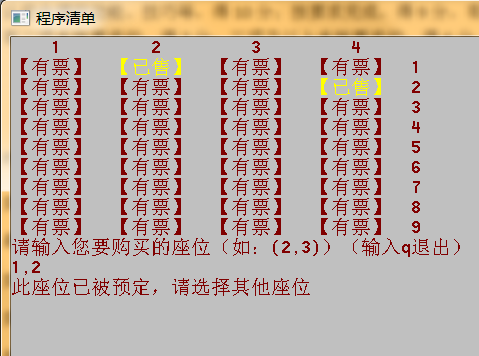 程序清单
1 2 3 4
【有票】 【已售】 【有票】 【有票】 1
【有票】 【有票】 【有票】 【已售】 2
【有票】 【有票】 【有票】 【有票】 3
【有票】 【有票】 【有票】 【有票】 4
【有票】 【有票】 【有票】 【有票】 5
【有票】 【有票】 【有票】 【有票】 6
【有票】 【有票】 【有票】 【有票】 7
【有票】 【有票】 【有票】 【有票】 8
【有票】 【有票】 【有票】 【有票】 9
请输入您要购买的座位（如：(2,3)）（输入q退出）
1,2
此座位已被预定，请选择其他座位